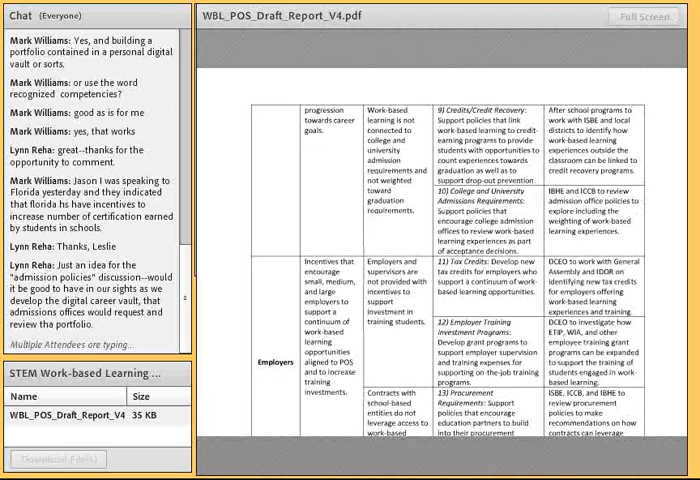 Chat (Everyone)
Mark Williams: Yes, and building a
portfolio contained in a personal digital
vault or sorts.
Mark Williams: or use the word
recognized competencies?
Mark Williams: good as is for me
Mark Williams: yes, that works
Lynn Reha: great--thanks for the
opportunity to comment.
Mark Williams: Jason I was speaking to
Florida yesterday and they indicated
that florida hs have incentives to
increase number of certification earned
by students in schools.
Lynn Reha: Thanks, Leslie
Lynn Reha: Just an idea for the
"admission policies" discussion--would
it be good to have in our sights as we
develop the digital career vault, that
admissions offices would request and
review tha portfolio.
Multiple Attendees are typing...
STEM Work-based Learning ...
Name Size
WBL_POS_Draft_Report_V4 35 KB
Download File(s)
WBL_POS_Draft_Report_V4.pdf
Full Screen
progression
towards career
goals.
Work-based
learning is not
connected to
college and
university
admission
requirements and
not weighted
toward
graduation
requirements.
9) Credits/Credit Recovery:
Support policies that link
work-based learning to credit-
earning programs to provide
students with opportunities to
count experiences towards
graduation as well as to
support drop-out prevention.
After school programs to
work with ISBE and local
districts to identify how
work-based learning
experiences outside the
classroom can be linked to
credit recovery programs.
10) College and University
Admissions Requirements:
Support policies that
encourage college admission
offices to review work-based
learning experiences as part
of acceptance decisions.
IBHE and ICCB to review
admission office policies to
explore including the
weighting of work-based
learning experiences.
Employers
Incentives that
encourage
small, medium,
and large
employers to
support a
continuum of
work-based
learning
opportunities
aligned to POS
and to increase
training
investments.
Employers and
supervisors are
not provided with
incentives to
support
investment in
training students.
11) Tax Credits: Develop new
tax credits for employers who
support a continuum of work-
based learning opportunities.
DCEO to work with General
Assembly and IDOR on
identifying new tax credits
for employers offering
work-based learning
experiences and training.
12) Employer Training
Investment Programs:
Develop grant programs to
support employer supervision
and training expenses for
supporting on-the-job training
programs.
DCEO to investigate how
ETIP, WIA, and other
employee training grant
programs can be expanded
to support the training of
students engaged in work-
based learning.
Contracts with
school-based
entities do not
leverage access to
work-based
13) Procurement
Requirements: Support
policies that encourage
education partners to build
into their procurement
ISBE, ICCB, and IBHE to
review procurement
policies to make
recommendations on how
contracts can leverage